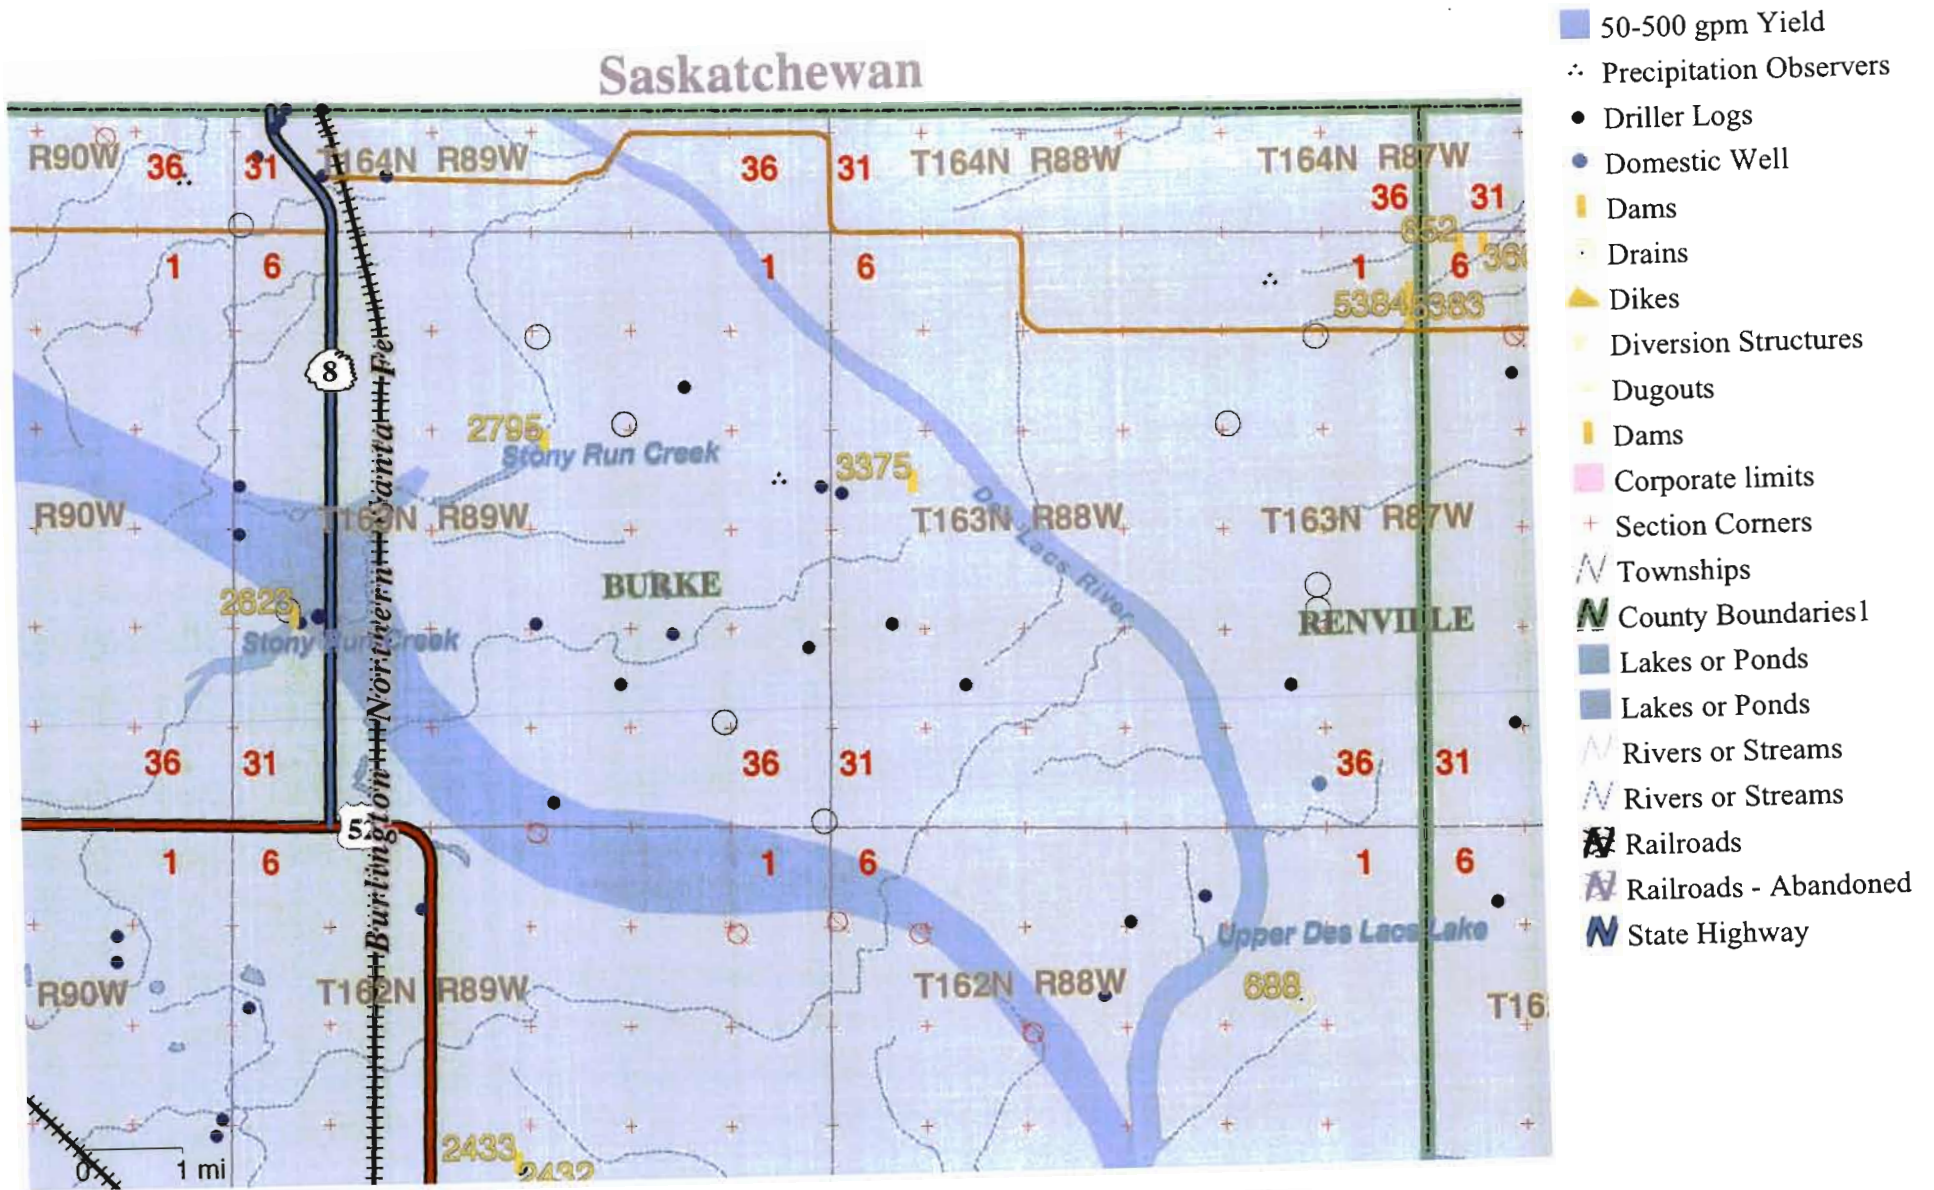 Saskatchewan
R90W 36 31 T164N R89W 36 31 T164N R88W T164N R87W
36 31
652
1 6 1 6 1 6 366
5384 5383
8
2795
Stony Run Creek
3375
R90W T163N R89W T163N R88W T163N R87W
Des Lacs River
BURKE
2623
RENVILLE
Stony Run Creek
Burlington Northern/Santa Fe
36 31 36 31 36 31
52
1 6 1 6 1 6
Upper Des Lacs Lake
R90W T162N R89W T162N R88W 688 T162
2433
2432
0 1 mi
50-500 gpm Yield
Precipitation Observers
Driller Logs
Domestic Well
Dams
Drains
Dikes
Diversion Structures
Dugouts
Dams
Corporate limits
Section Corners
Townships
County Boundaries1
Lakes or Ponds
Lakes or Ponds
Rivers or Streams
Rivers or Streams
Railroads
Railroads - Abandoned
State Highway